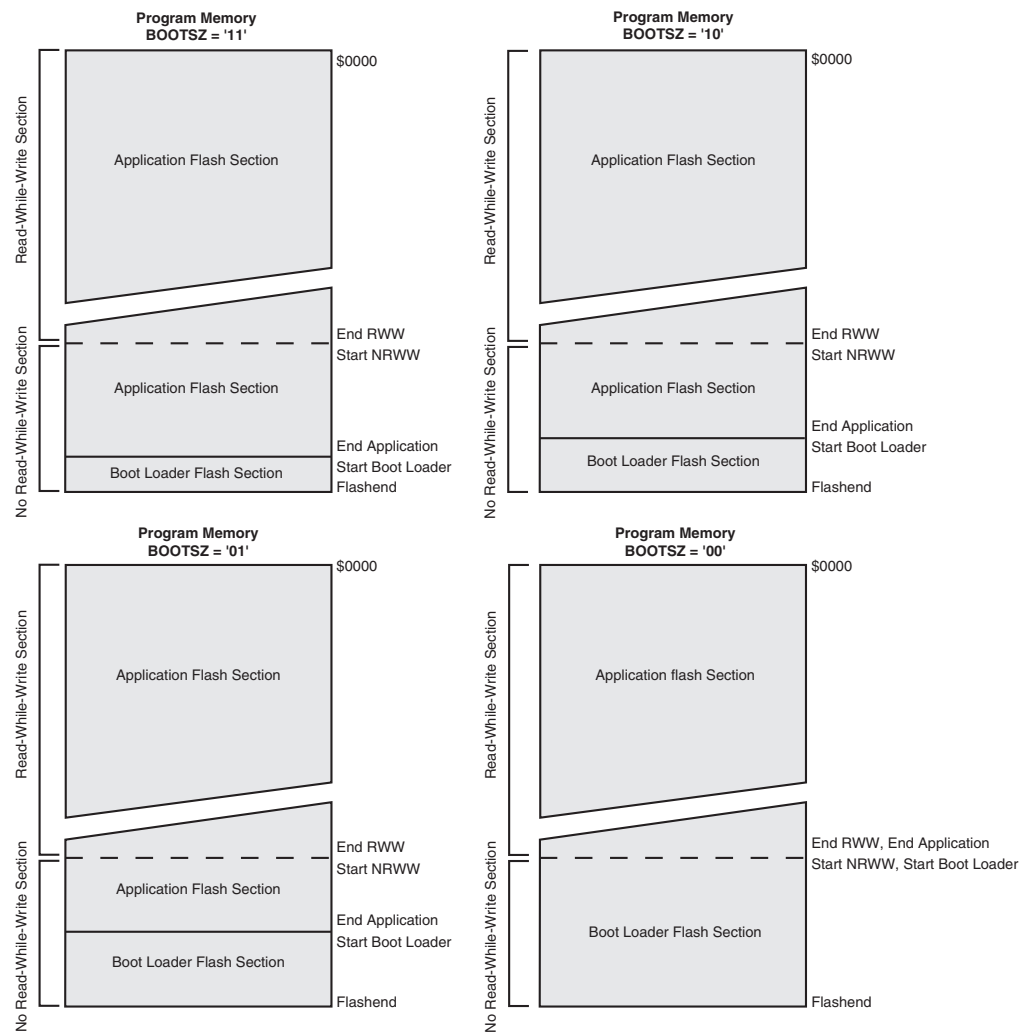 Program Memory
BOOTSZ = '11'
$0000
Read-While-Write Section
Application Flash Section
End RWW
Start NRWW
No Read-While-Write Section
Application Flash Section
End Application
Start Boot Loader
Boot Loader Flash Section
Flashend
Program Memory
BOOTSZ = '10'
$0000
Read-While-Write Section
Application Flash Section
End RWW
Start NRWW
No Read-While-Write Section
Application Flash Section
End Application
Start Boot Loader
Boot Loader Flash Section
Flashend
Program Memory
BOOTSZ = '01'
$0000
Read-While-Write Section
Application Flash Section
End RWW
Start NRWW
No Read-While-Write Section
Application Flash Section
End Application
Start Boot Loader
Boot Loader Flash Section
Flashend
Program Memory
BOOTSZ = '00'
$0000
Read-While-Write Section
Application flash Section
End RWW, End Application
Start NRWW, Start Boot Loader
No Read-While-Write Section
Boot Loader Flash Section
Flashend